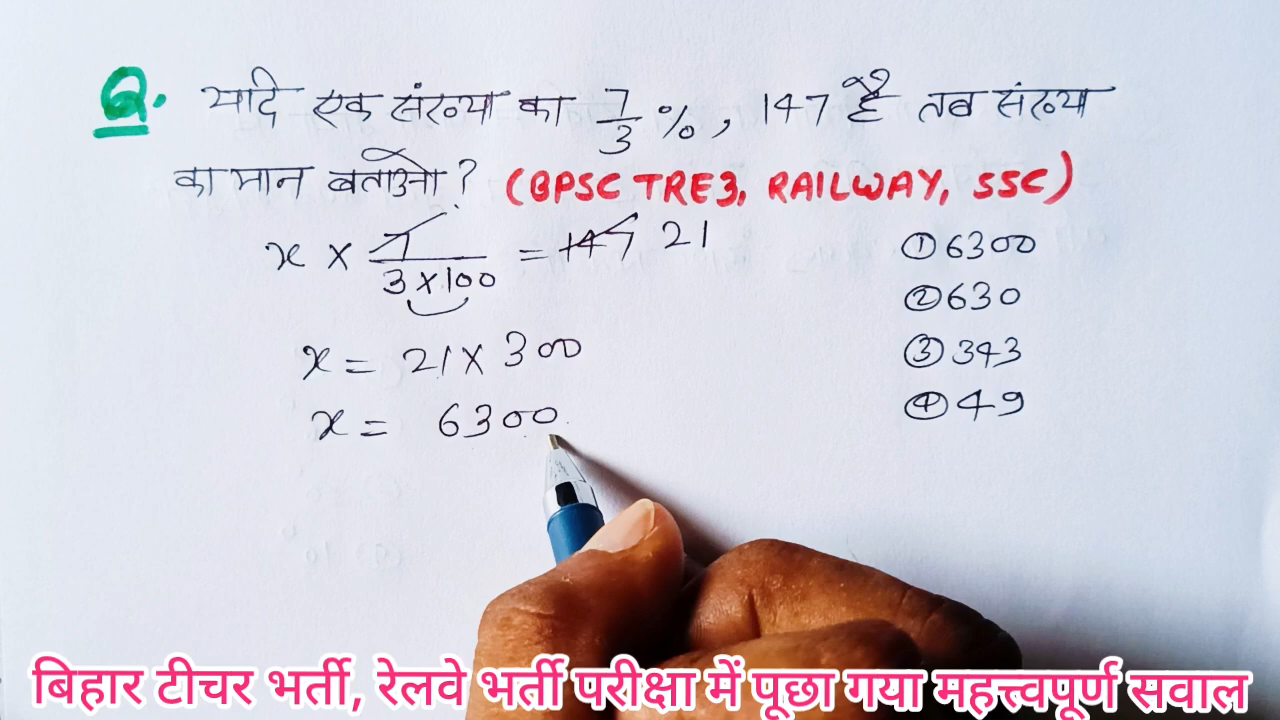 Q. यदि एक संख्या का 7/3 %, 147 है तब संख्या
का मान बताओ? (BPSC TRE3, RAILWAY, SSC)
x × 7/(3×100) = 147 21
x = 21 × 300
x = 6300
① 6300
② 630
③ 343
④ 49
बिहार टीचर भर्ती, रेलवे भर्ती परीक्षा में पूछा गया महत्त्वपूर्ण सवाल